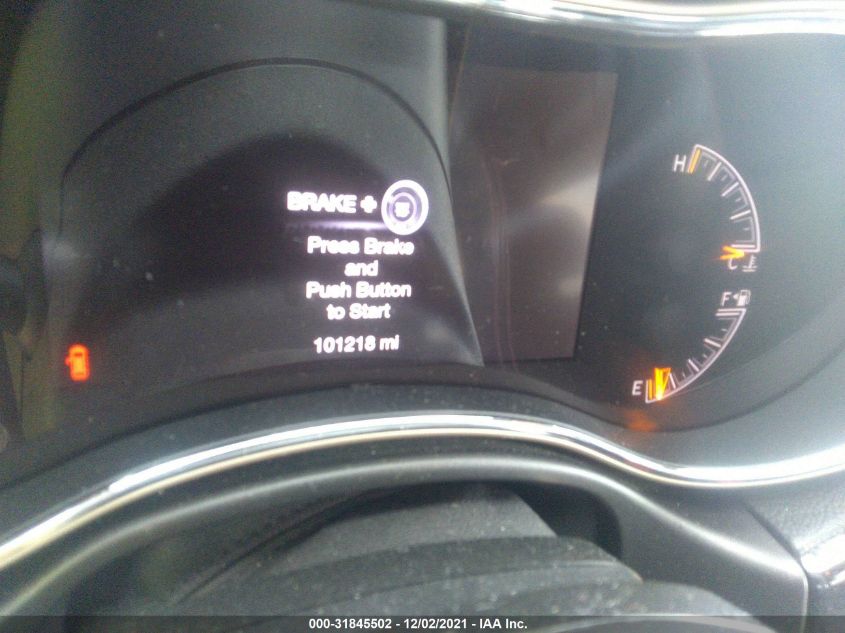 BRAKE +
Press Brake
and
Push Button
to Start
101218 mi
H
C
F
E
000-31845502 - 12/02/2021 - IAA Inc.